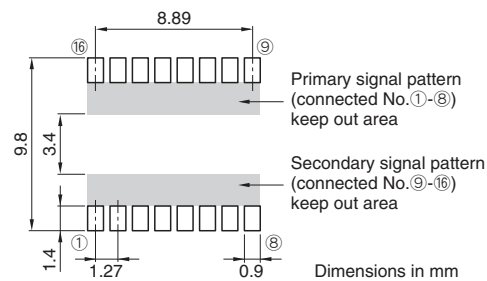 8.89
⑯
⑨
Primary signal pattern
(connected No.①-⑧)
keep out area
9.8
3.4
Secondary signal pattern
(connected No.⑨-⑯)
keep out area
①
⑧
1.4
1.27
0.9
Dimensions in mm